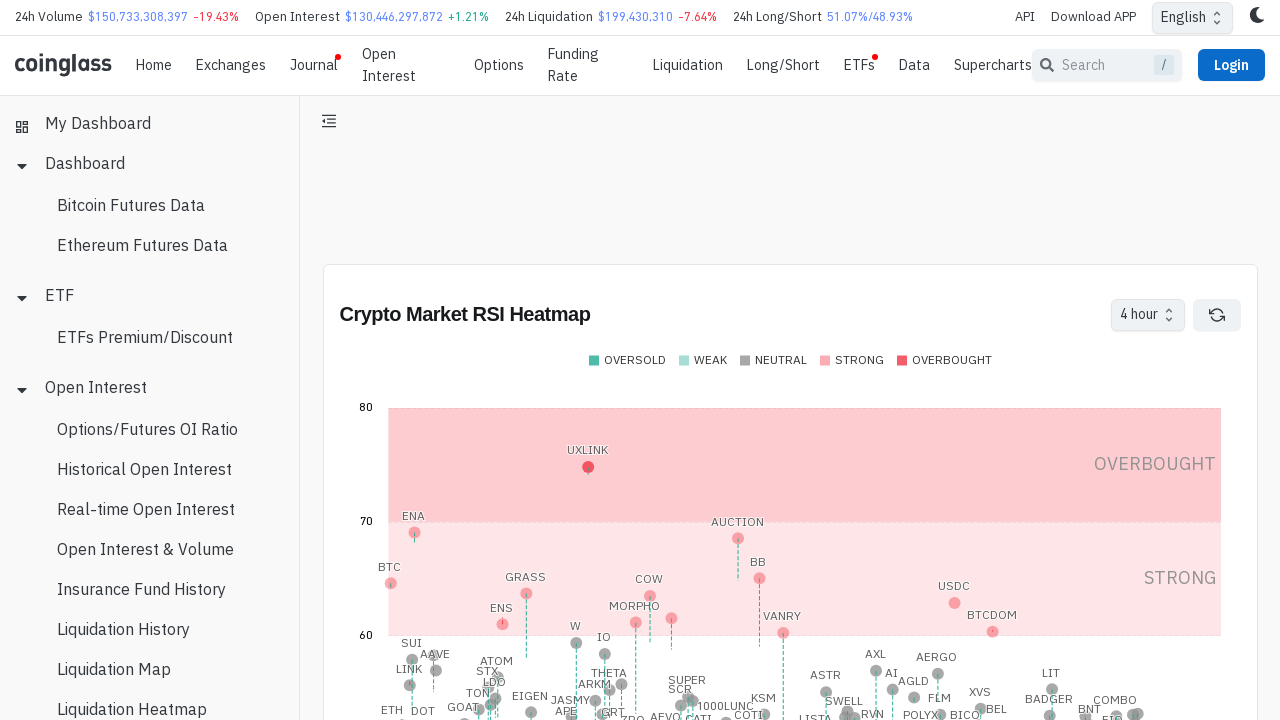 24h Volume $150,733,308,397 -19.43% Open Interest $130,446,297,872 +1.21% 24h Liquidation $199,430,310 -7.64% 24h Long/Short 51.07%/48.93% API Download APP English
coinglass Home Exchanges Journal Open Interest Options Funding Rate Liquidation Long/Short ETFs Data Supercharts Search / Login
My Dashboard
Dashboard
Bitcoin Futures Data
Ethereum Futures Data
ETF
ETFs Premium/Discount
Open Interest
Options/Futures OI Ratio
Historical Open Interest
Real-time Open Interest
Open Interest & Volume
Insurance Fund History
Liquidation History
Liquidation Map
Liquidation Heatmap
Crypto Market RSI Heatmap 4 hour
OVERSOLD WEAK NEUTRAL STRONG OVERBOUGHT
80
UXLINK
OVERBOUGHT
70
ENA AUCTION
BTC BB
GRASS COW USDC STRONG
ENS MORPHO VANRY BTCDOM
W
60 IO
SUI AAVE AXL AERGO
LINK ATOM
STX THETA ASTR AI LIT
LDO ARKM SUPER AGLD
TON SCR
EIGEN JASMY KSM SWELL FLM XVS BADGER COMBO
ETH DOT GOAT APE GRT 1000LUNC BEL BNT
AEVO CATI COTI LISTA RVN POLYX BICO